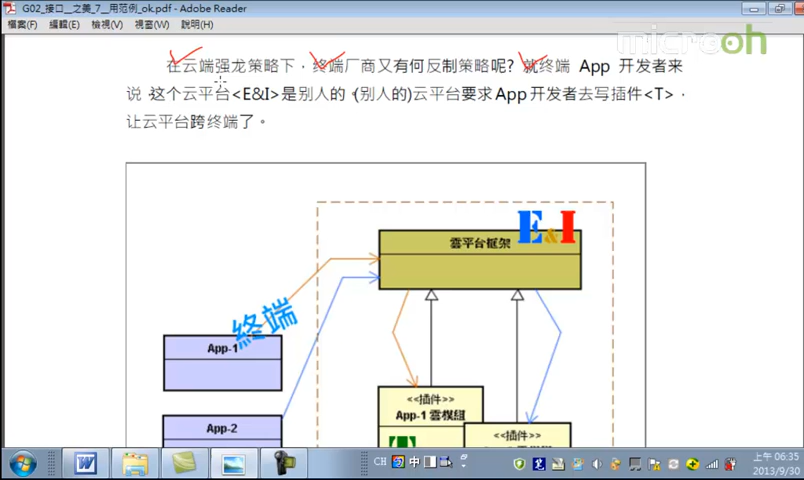 G02_接口__之美_7__用范例_ok.pdf - Adobe Reader
檔案(F) 編輯(E) 檢視(V) 視窗(W) 說明(H)
microoh
在云端强龙策略下，终端厂商又有何反制策略呢? 就终端 App 开发者来
说 这个云平台<E&I>是别人的。(别人的)云平台要求App开发者去写插件<T>，
让云平台跨终端了。
E&I
雲平台框架
終端
App-1
<<插件>>
App-1 雲模組
App-2
<<插件>>
CH 中
上午 06:35
2013/9/30